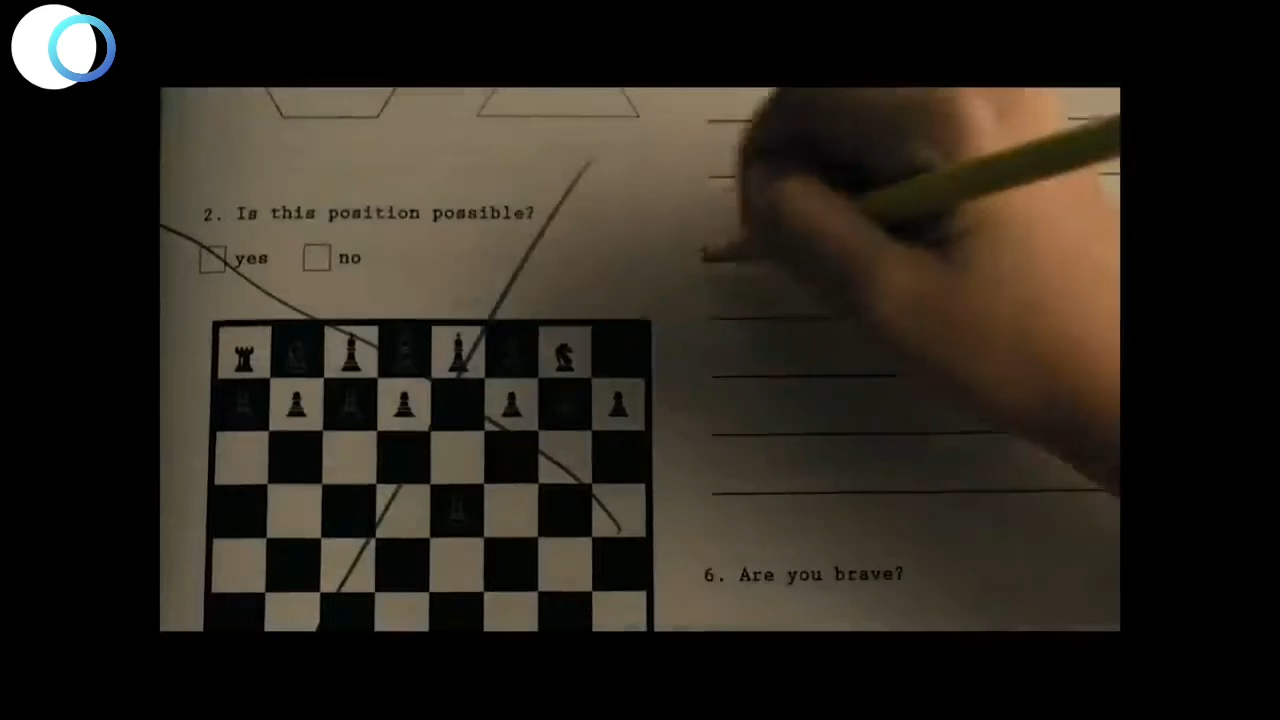 2. Is this position possible?
yes no
6. Are you brave?